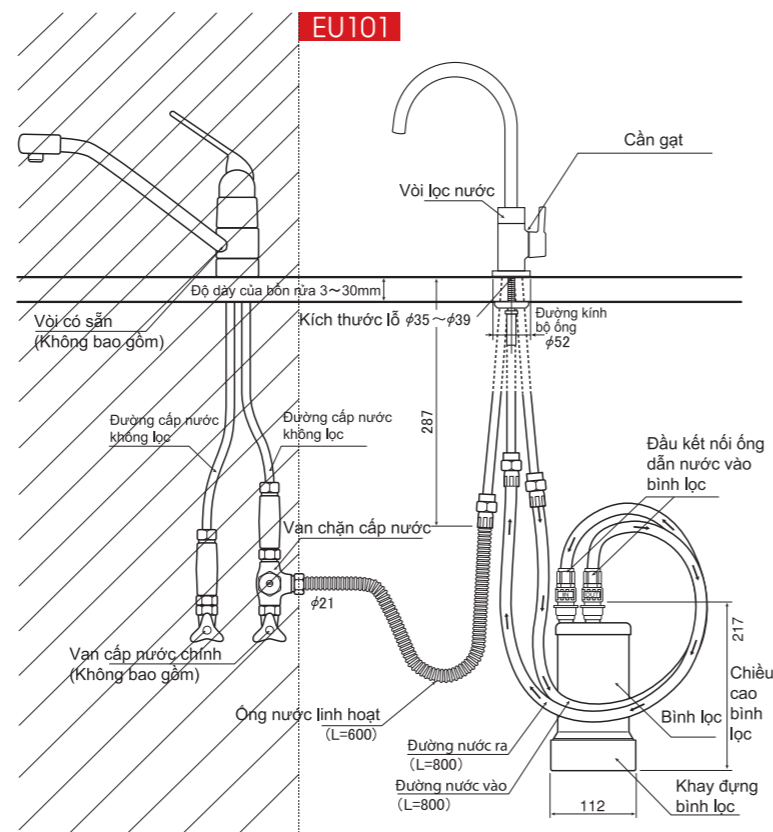 EU101
Cần gạt
Vòi lọc nước
Độ dày của bồn rửa 3～30mm
Vòi có sẵn
(Không bao gồm)
Kích thước lỗ φ35～φ39
Đường kính
bộ ống
φ52
Đường cấp nước
không lọc
Đường cấp nước
không lọc
287
Đầu kết nối ống
dẫn nước vào
bình lọc
Van chặn cấp nước
φ21
Van cấp nước chính
(Không bao gồm)
217
Chiều
cao
bình
lọc
Ống nước linh hoạt
(L=600)
Bình lọc
Đường nước ra
(L=800)
Đường nước vào
(L=800)
112
Khay đựng
bình lọc